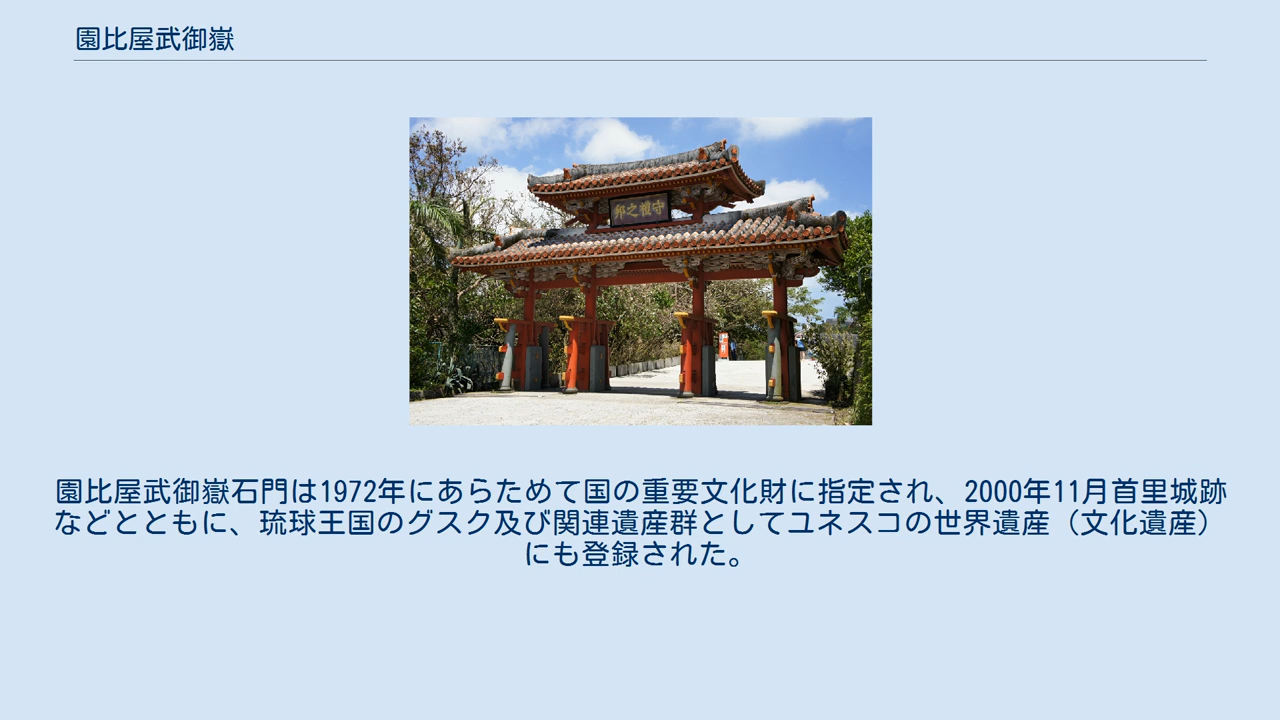 園比屋武御嶽
守禮之邦
園比屋武御嶽石門は1972年にあらためて国の重要文化財に指定され、2000年11月首里城跡
などとともに、琉球王国のグスク及び関連遺産群としてユネスコの世界遺産（文化遺産）
にも登録された。